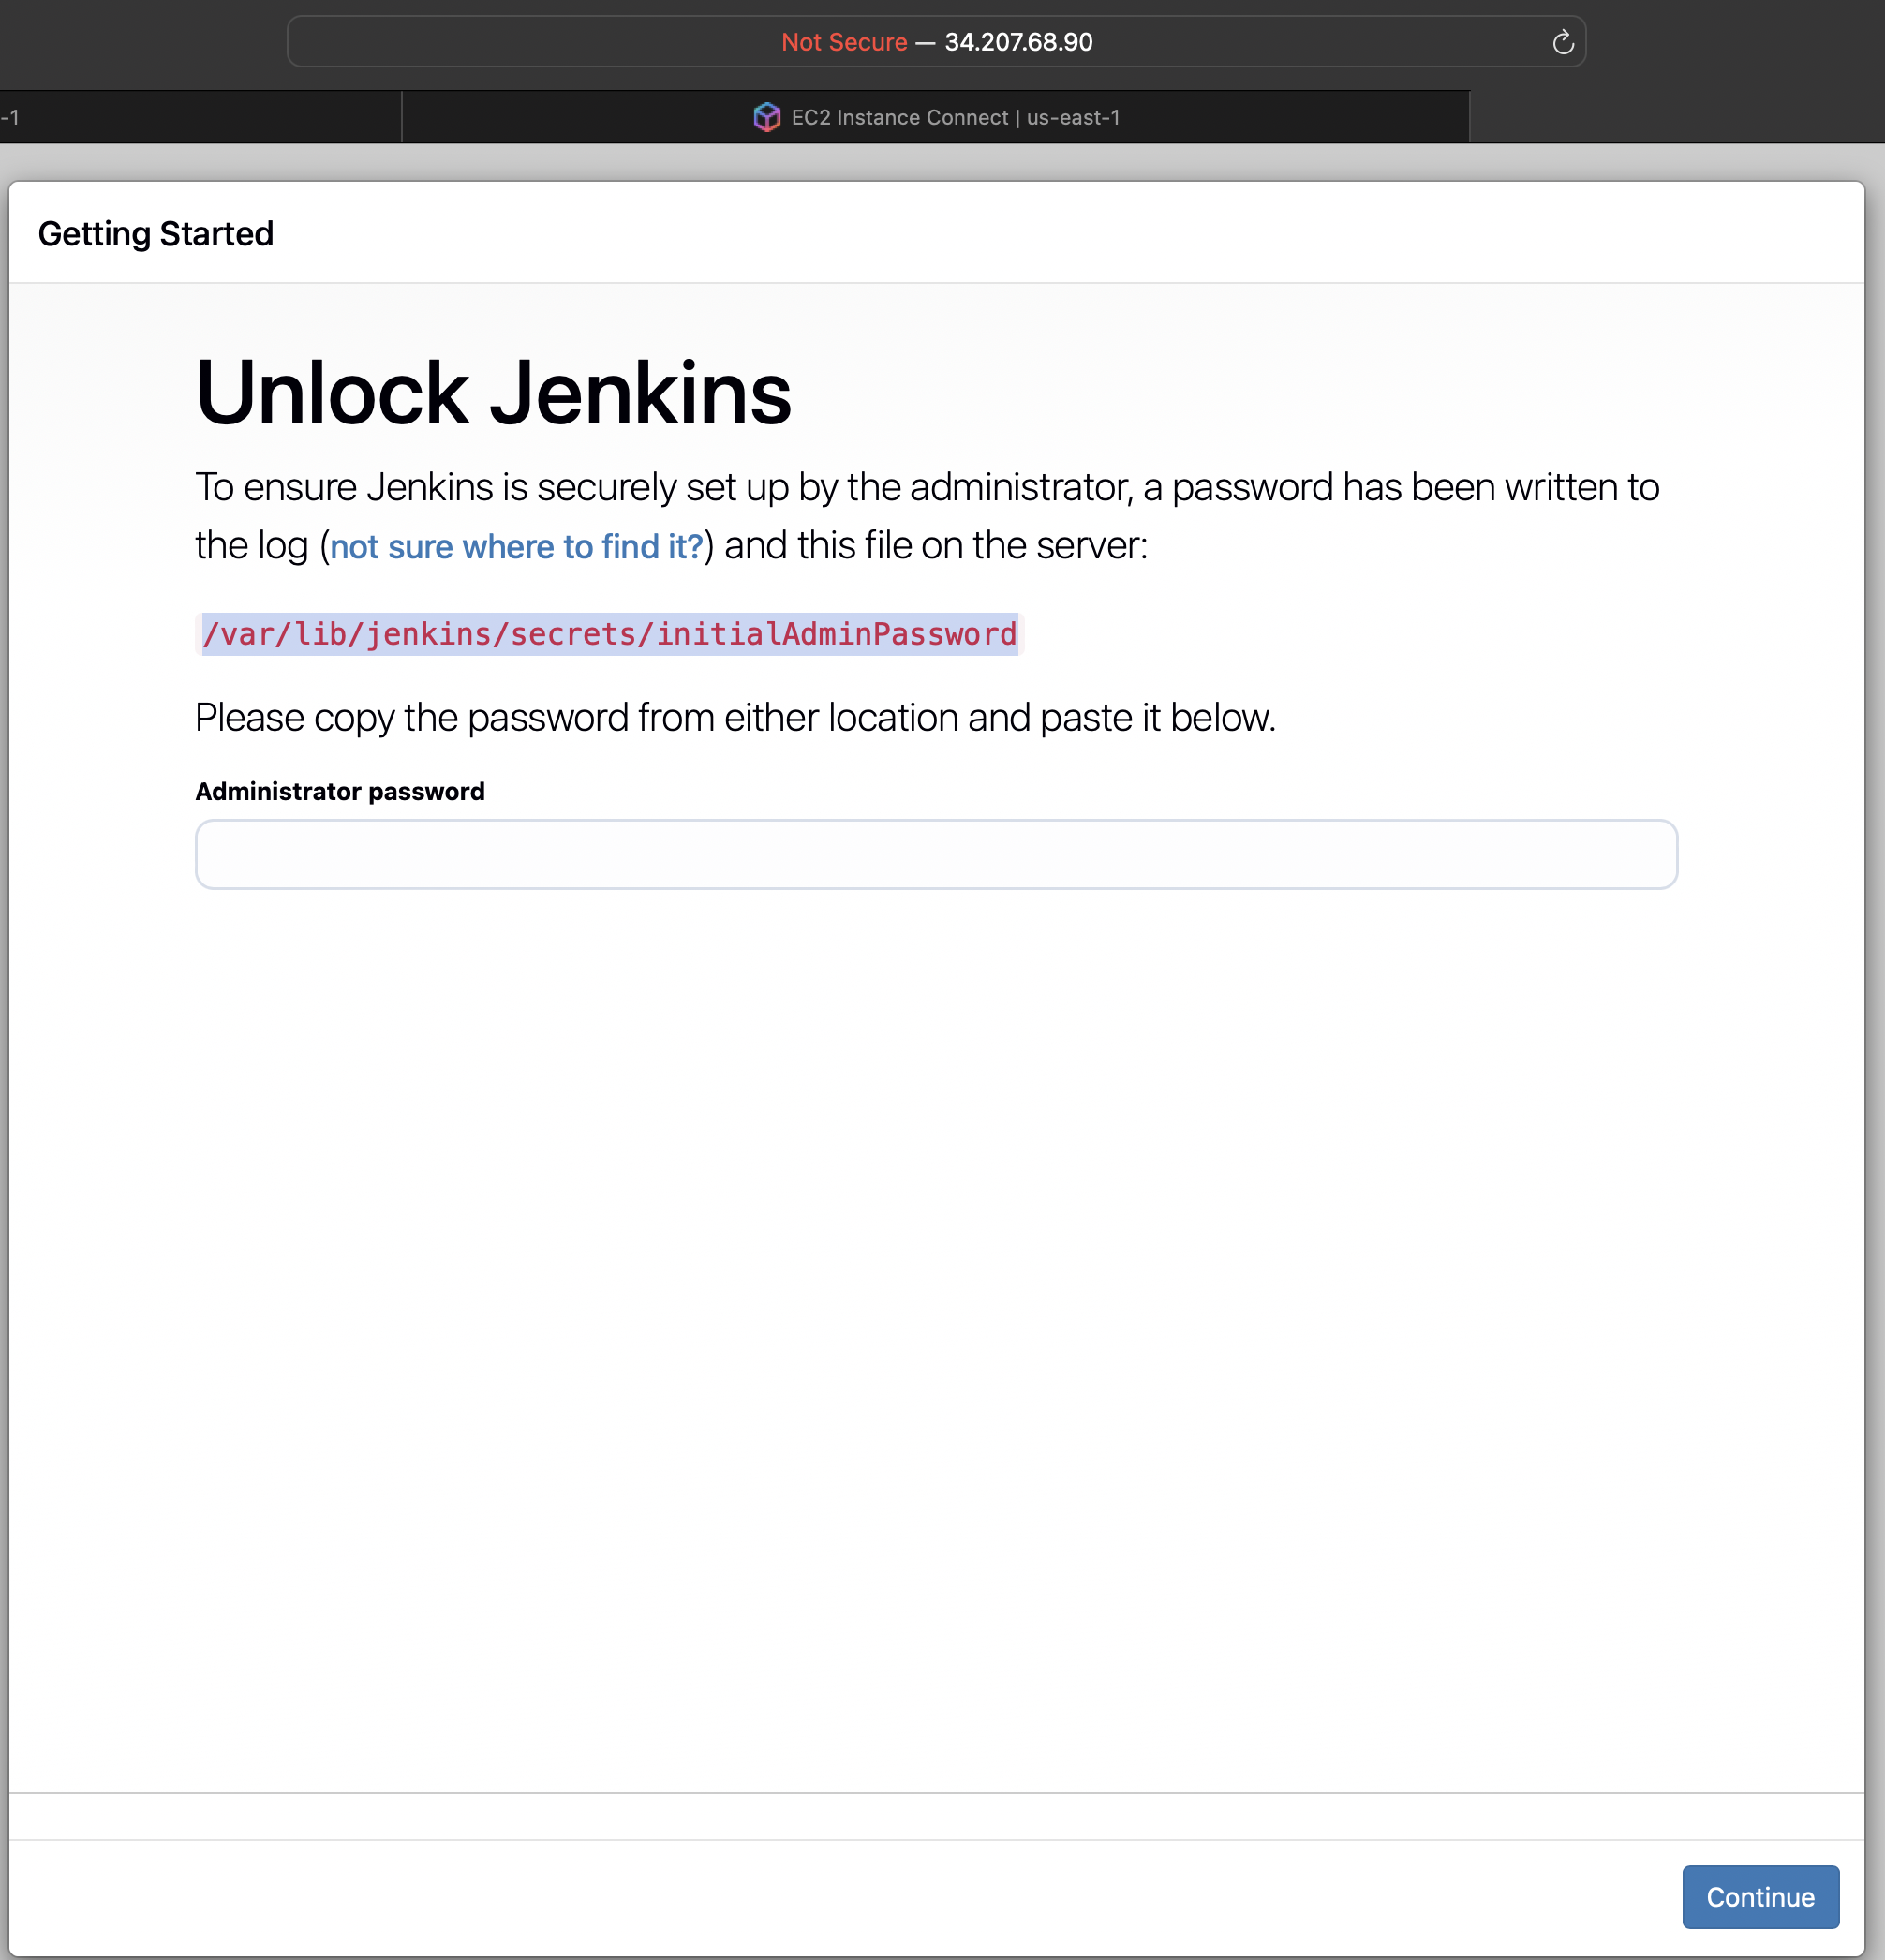 Not Secure — 34.207.68.90
-1
EC2 Instance Connect | us-east-1
Getting Started
Unlock Jenkins
To ensure Jenkins is securely set up by the administrator, a password has been written to
the log (not sure where to find it?) and this file on the server:
/var/lib/jenkins/secrets/initialAdminPassword
Please copy the password from either location and paste it below.
Administrator password
Continue